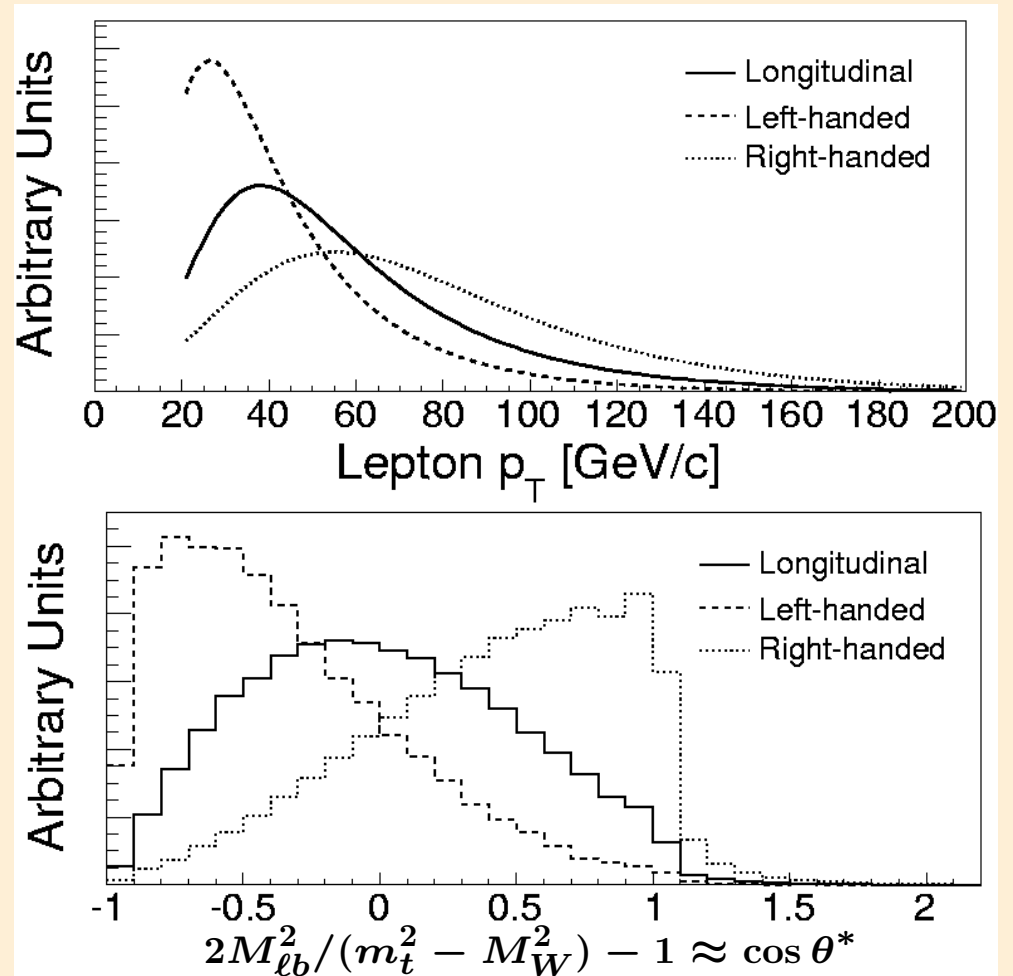 Arbitrary Units
Longitudinal
Left-handed
Right-handed
0 20 40 60 80 100 120 140 160 180 200
Lepton p_T [GeV/c]
Arbitrary Units
Longitudinal
Left-handed
Right-handed
-1 -0.5 0 0.5 1 1.5 2
2M²_ℓb/(m²_t − M²_W) − 1 ≈ cos θ*